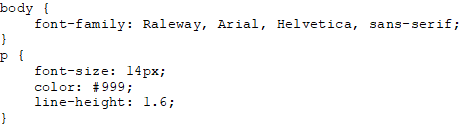 body {
    font-family: Raleway, Arial, Helvetica, sans-serif;
}
p {
    font-size: 14px;
    color: #999;
    line-height: 1.6;
}